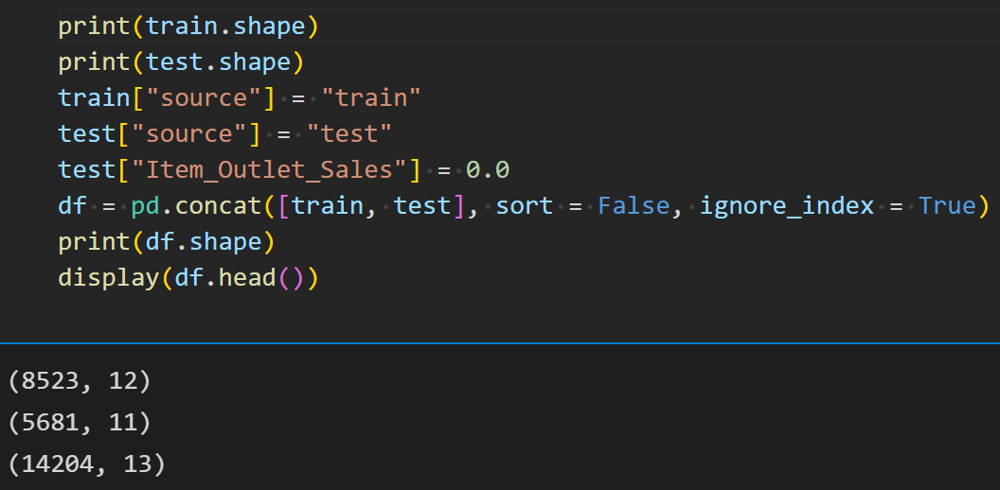 print(train.shape)
print(test.shape)
train["source"] = "train"
test["source"] = "test"
test["Item_Outlet_Sales"] = 0.0
df = pd.concat([train, test], sort = False, ignore_index = True)
print(df.shape)
display(df.head())
(8523, 12)
(5681, 11)
(14204, 13)